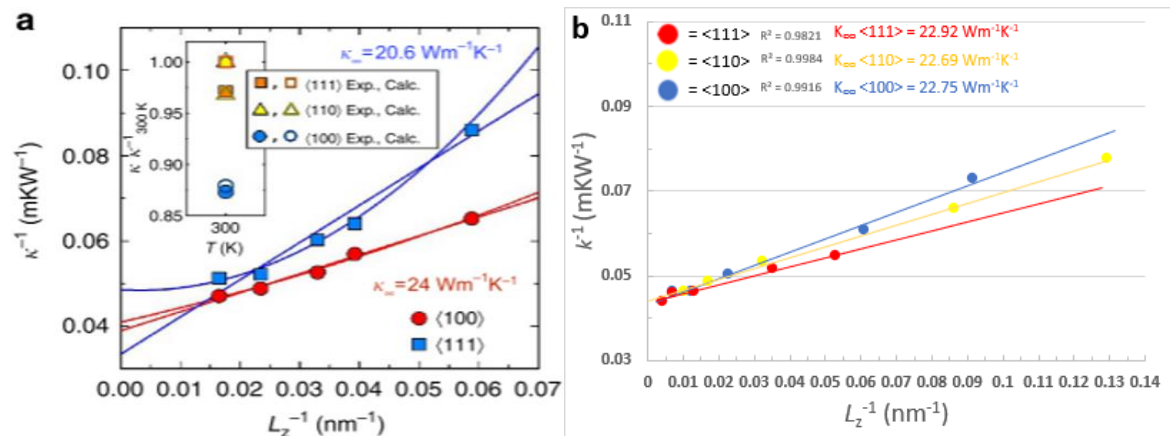 a
κ∞=20.6 Wm⁻¹K⁻¹
⟨111⟩ Exp., Calc.
⟨110⟩ Exp., Calc.
⟨100⟩ Exp., Calc.
κ κ⁻¹300 K
1.00
0.95
0.90
0.85
300
T (K)
κ⁻¹ (mKW⁻¹)
0.10
0.08
0.06
0.04
κ∞=24 Wm⁻¹K⁻¹
⟨100⟩
⟨111⟩
0.00 0.01 0.02 0.03 0.04 0.05 0.06 0.07
Lz⁻¹ (nm⁻¹)
b
= <111> R² = 0.9821 K∞ <111> = 22.92 Wm⁻¹K⁻¹
= <110> R² = 0.9984 K∞ <110> = 22.69 Wm⁻¹K⁻¹
= <100> R² = 0.9916 K∞ <100> = 22.75 Wm⁻¹K⁻¹
k⁻¹ (mKW⁻¹)
0.11
0.09
0.07
0.05
0.03
0 0.01 0.02 0.03 0.04 0.05 0.06 0.07 0.08 0.09 0.1 0.11 0.12 0.13 0.14
Lz⁻¹ (nm⁻¹)